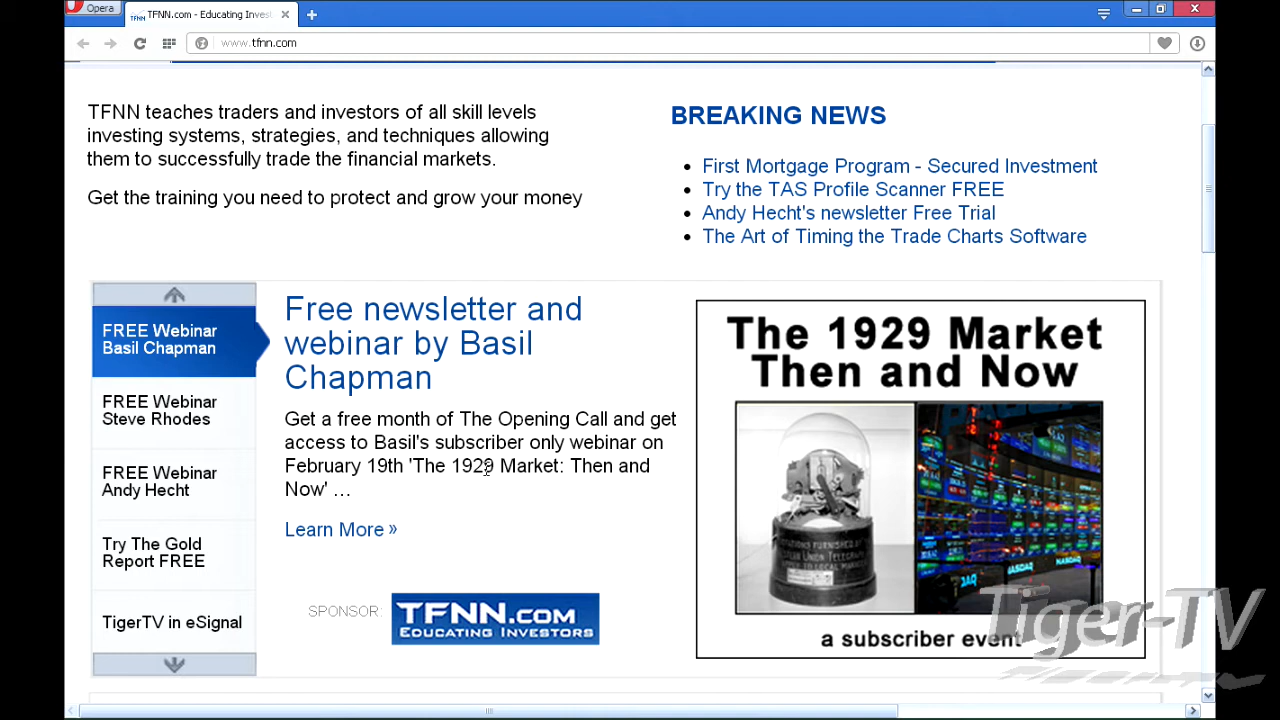 Opera
TFNN.com - Educating Inves
www.tfnn.com
TFNN teaches traders and investors of all skill levels
investing systems, strategies, and techniques allowing
them to successfully trade the financial markets.
Get the training you need to protect and grow your money
BREAKING NEWS
First Mortgage Program - Secured Investment
Try the TAS Profile Scanner FREE
Andy Hecht's newsletter Free Trial
The Art of Timing the Trade Charts Software
FREE Webinar
Basil Chapman
FREE Webinar
Steve Rhodes
FREE Webinar
Andy Hecht
Try The Gold
Report FREE
TigerTV in eSignal
Free newsletter and
webinar by Basil
Chapman
Get a free month of The Opening Call and get
access to Basil's subscriber only webinar on
February 19th 'The 1929 Market: Then and
Now' …
Learn More »
SPONSOR:
TFNN.COM
EDUCATING INVESTORS
The 1929 Market
Then and Now
NASDAQ
a subscriber event
Tiger-TV